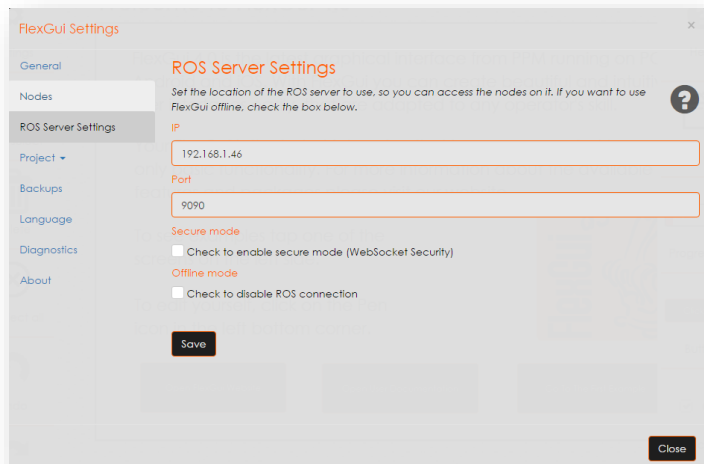 FlexGui Settings
×
General
Nodes
ROS Server Settings
Project
Backups
Language
Diagnostics
About
ROS Server Settings
Set the location of the ROS server to use, so you can access the nodes on it. If you want to use
FlexGui offline, check the box below.
?
IP
192.168.1.46
Port
9090
Secure mode
Check to enable secure mode (WebSocket Security)
Offline mode
Check to disable ROS connection
Save
Close